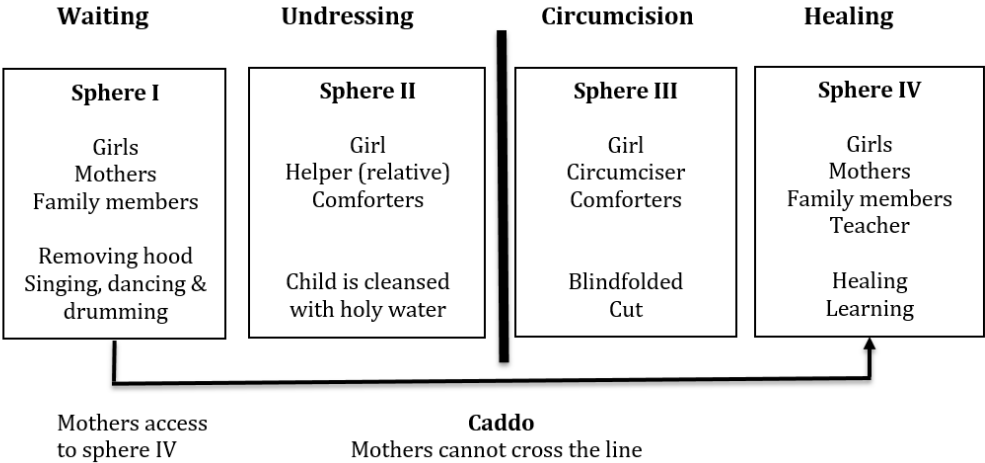 Waiting
Undressing
Circumcision
Healing
Sphere I
Girls
Mothers
Family members
Removing hood
Singing, dancing &
drumming
Sphere II
Girl
Helper (relative)
Comforters
Child is cleansed
with holy water
Sphere III
Girl
Circumciser
Comforters
Blindfolded
Cut
Sphere IV
Girls
Mothers
Family members
Teacher
Healing
Learning
Mothers access
to sphere IV
Caddo
Mothers cannot cross the line